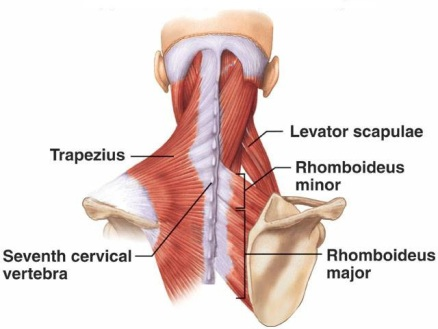 Trapezius
Seventh cervical
vertebra
Levator scapulae
Rhomboideus
minor
Rhomboideus
major